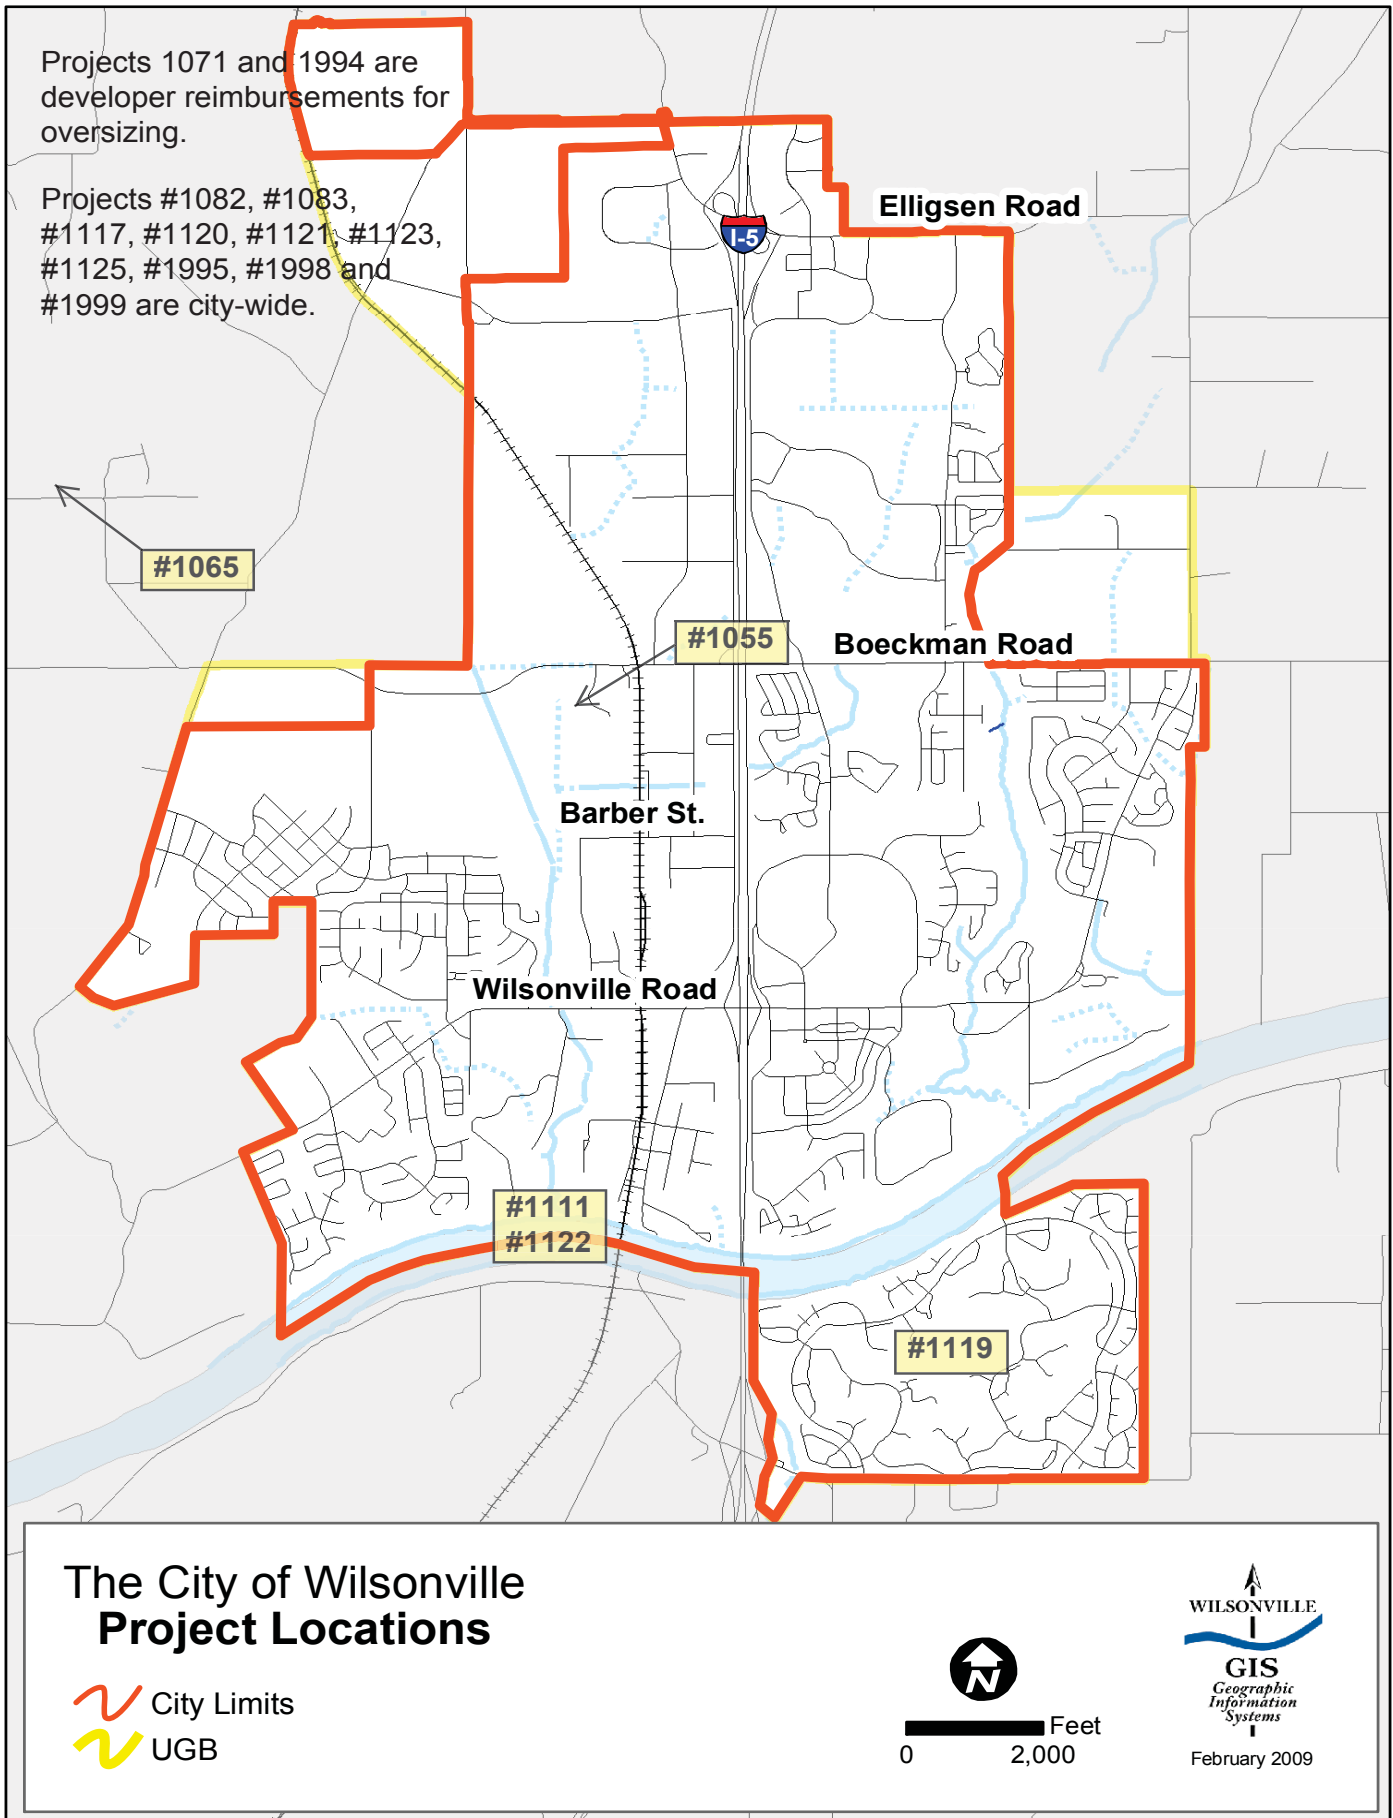 Projects 1071 and 1994 are
developer reimbursements for
oversizing.
Projects #1082, #1083,
#1117, #1120, #1121, #1123,
#1125, #1995, #1998 and
#1999 are city-wide.
Elligsen Road
I-5
#1065
#1055
Boeckman Road
Barber St.
Wilsonville Road
#1111
#1122
#1119
The City of Wilsonville
Project Locations
City Limits
UGB
N
Feet
0 2,000
WILSONVILLE
GIS
Geographic
Information
Systems
February 2009